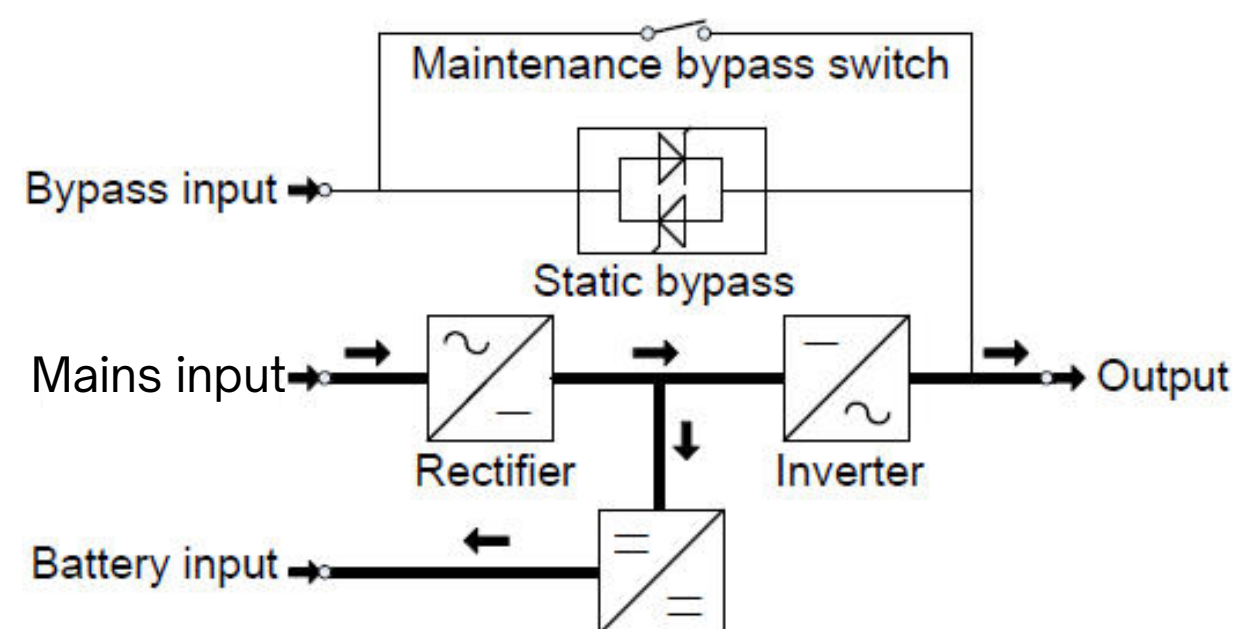 Maintenance bypass switch
Bypass input
Static bypass
Mains input
Output
Rectifier
Inverter
Battery input